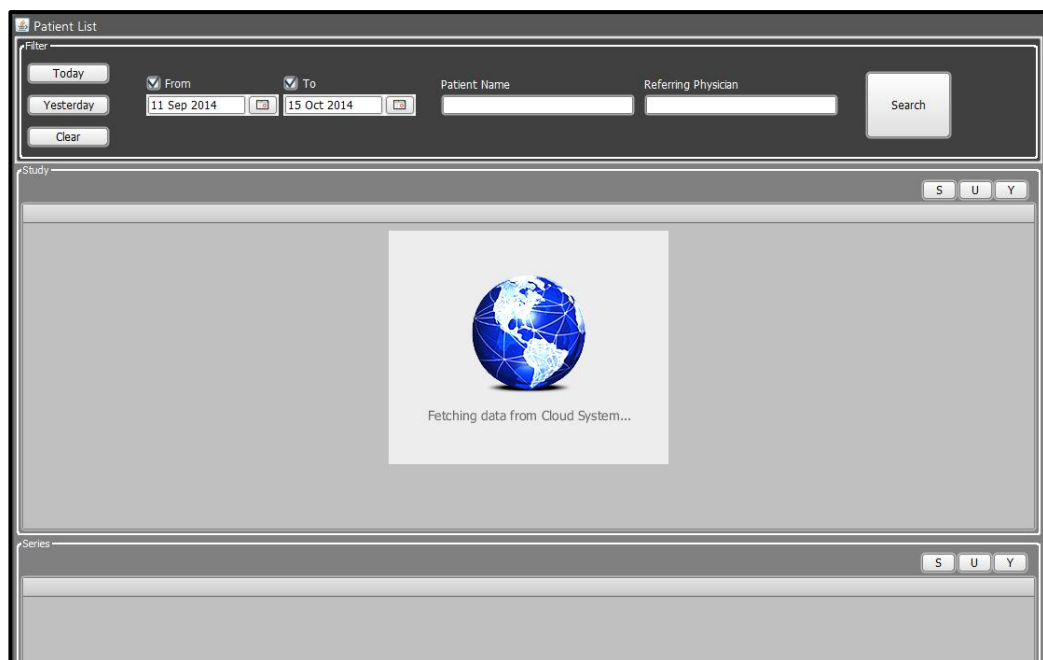 Patient List
Filter
Today
From
To
Patient Name
Referring Physician
Yesterday
11 Sep 2014
15 Oct 2014
Search
Clear
Study
S U Y
Fetching data from Cloud System...
Series
S U Y